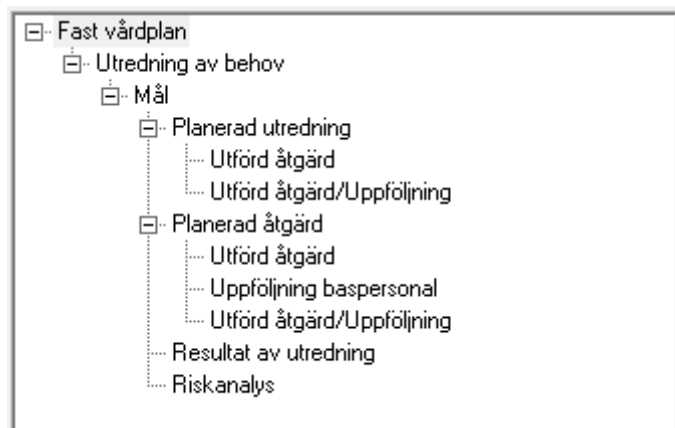 Fast vårdplan
Utredning av behov
Mål
Planerad utredning
Utförd åtgärd
Utförd åtgärd/Uppföljning
Planerad åtgärd
Utförd åtgärd
Uppföljning baspersonal
Utförd åtgärd/Uppföljning
Resultat av utredning
Riskanalys